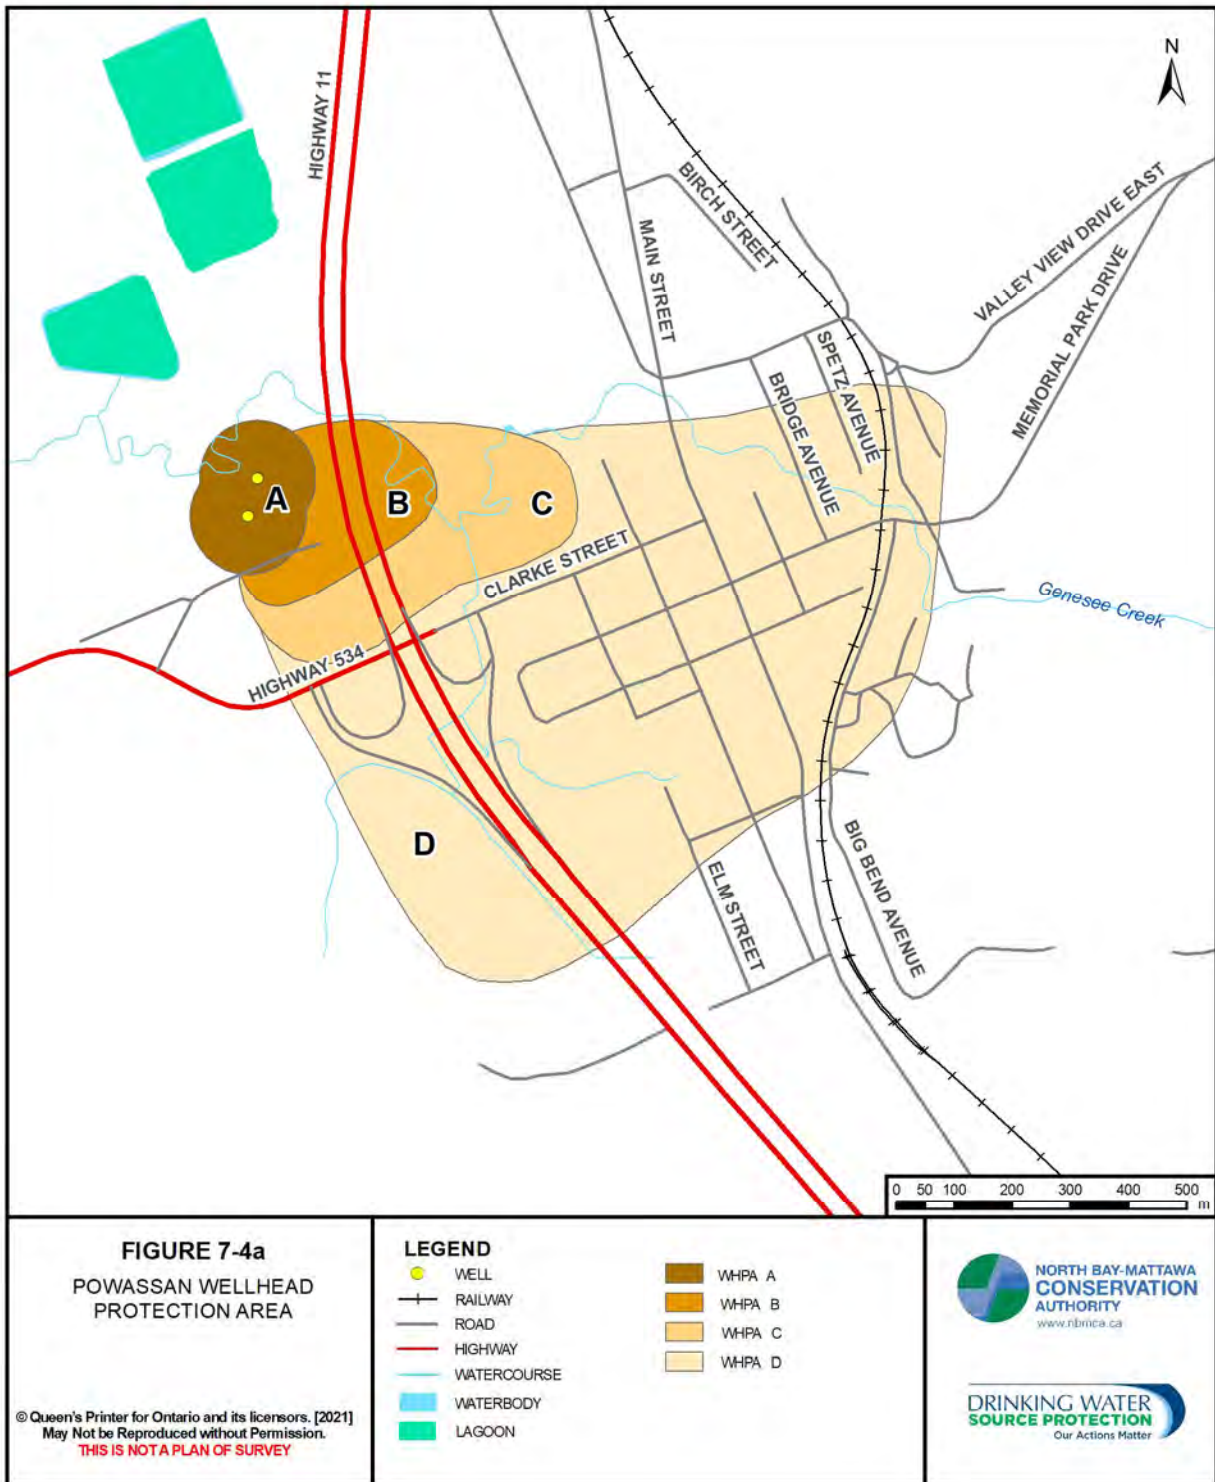 N
HIGHWAY 11
BIRCH STREET
MAIN STREET
VALLEY VIEW DRIVE EAST
MEMORIAL PARK DRIVE
SPETZ AVENUE
BRIDGE AVENUE
A
B
C
CLARKE STREET
Genesee Creek
HIGHWAY 534
D
ELM STREET
BIG BEND AVENUE
0 50 100 200 300 400 500
m
FIGURE 7-4a
POWASSAN WELLHEAD
PROTECTION AREA
© Queen's Printer for Ontario and its licensors. [2021]
May Not be Reproduced without Permission.
THIS IS NOT A PLAN OF SURVEY
LEGEND
WELL
RAILWAY
ROAD
HIGHWAY
WATERCOURSE
WATERBODY
LAGOON
WHPA A
WHPA B
WHPA C
WHPA D
NORTH BAY-MATTAWA
CONSERVATION
AUTHORITY
www.nbmca.ca
DRINKING WATER
SOURCE PROTECTION
Our Actions Matter